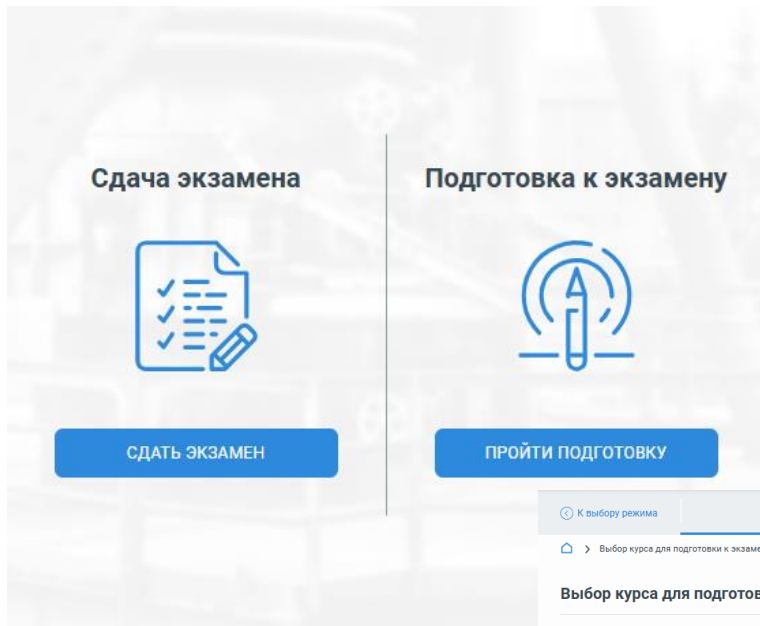 Сдача экзамена
Подготовка к экзамену
СДАТЬ ЭКЗАМЕН
ПРОЙТИ ПОДГОТОВКУ
К выбору режима
Выбор курса для подготовки к экзаме
Выбор курса для подготов